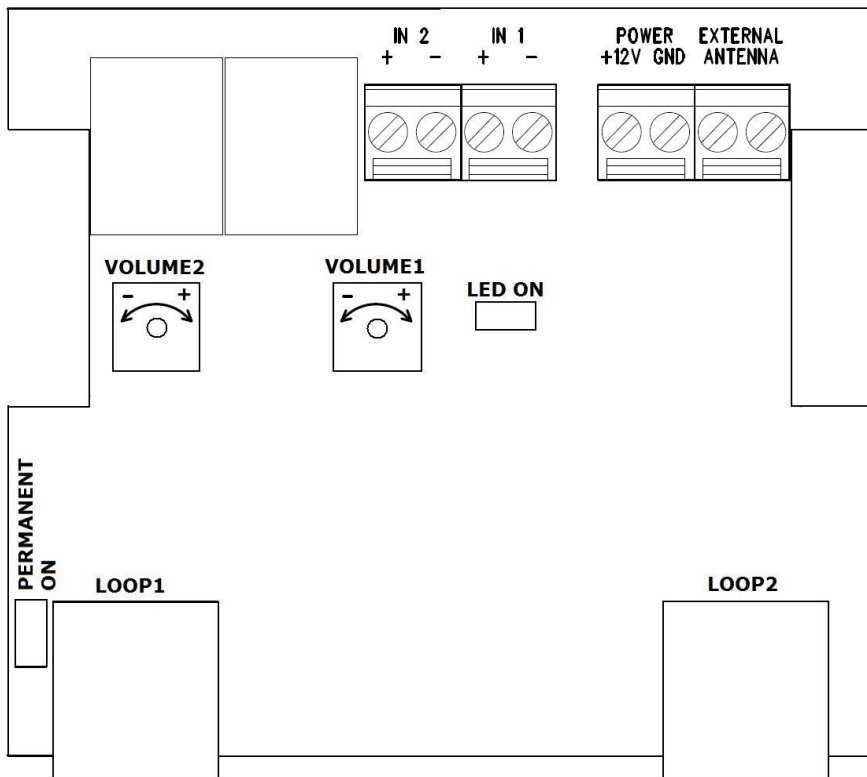 IN 2
+ -
IN 1
+ -
POWER
+12V GND
EXTERNAL
ANTENNA
VOLUME2
- +
VOLUME1
- +
LED ON
PERMANENT
ON
LOOP1
LOOP2